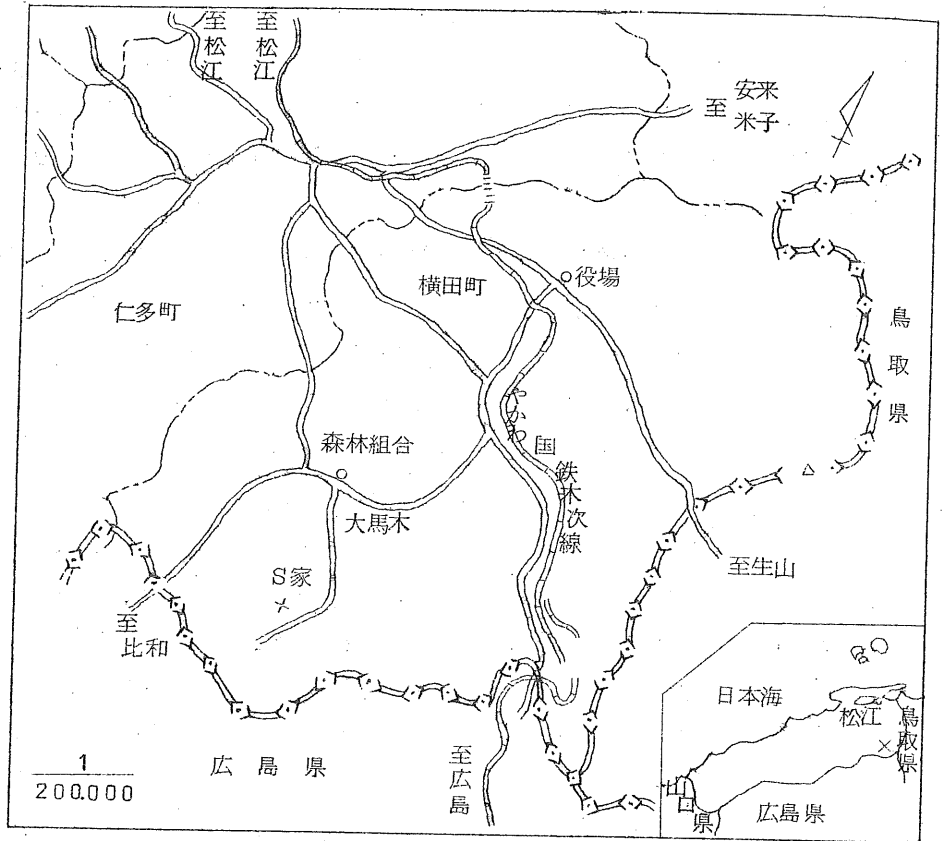 至松江
至松江
至
安来
米子
役場
横田町
仁多町
鳥取県
やかわ
国鉄木次線
森林組合
大馬木
S家
至生山
至
比和
広島県
至広島
1
200.000
日本海
松江
鳥取県
広島県
山口県